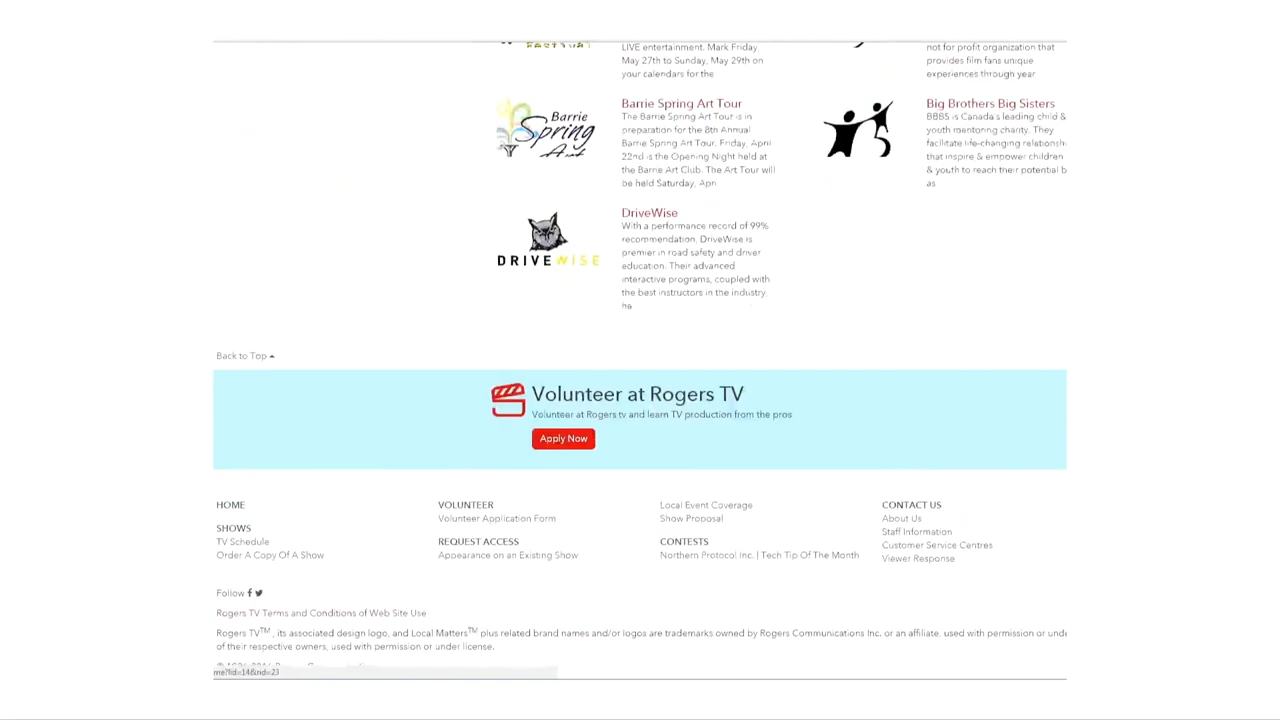 LIVE entertainment. Mark Friday,
May 27th to Sunday, May 29th on
your calendars for the
not for profit organization that
provides film fans unique
experiences through year
Barrie
Spring
Art
Barrie Spring Art Tour
The Barrie Spring Art Tour is in
preparation for the 8th Annual
Barrie Spring Art Tour. Friday, April
22nd is the Opening Night held at
the Barrie Art Club. The Art Tour will
be held Saturday, Apri
Big Brothers Big Sisters
BBBS is Canada's leading child &
youth mentoring charity. They
facilitate life-changing relationsh
that inspire & empower children
& youth to reach their potential b
as
DRIVEWISE
DriveWise
With a performance record of 99%
recommendation, DriveWise is
premier in road safety and driver
education. Their advanced
interactive programs, coupled with
the best instructors in the industry,
he
Back to Top
Volunteer at Rogers TV
Volunteer at Rogers tv and learn TV production from the pros
Apply Now
HOME
SHOWS
TV Schedule
Order A Copy Of A Show
VOLUNTEER
Volunteer Application Form
REQUEST ACCESS
Appearance on an Existing Show
Local Event Coverage
Show Proposal
CONTESTS
Northern Protocol Inc. | Tech Tip Of The Month
CONTACT US
About Us
Staff Information
Customer Service Centres
Viewer Response
Follow
Rogers TV Terms and Conditions of Web Site Use
Rogers TV™, its associated design logo, and Local Matters™ plus related brand names and/or logos are trademarks owned by Rogers Communications Inc. or an affiliate, used with permission or unde
of their respective owners, used with permission or under license.